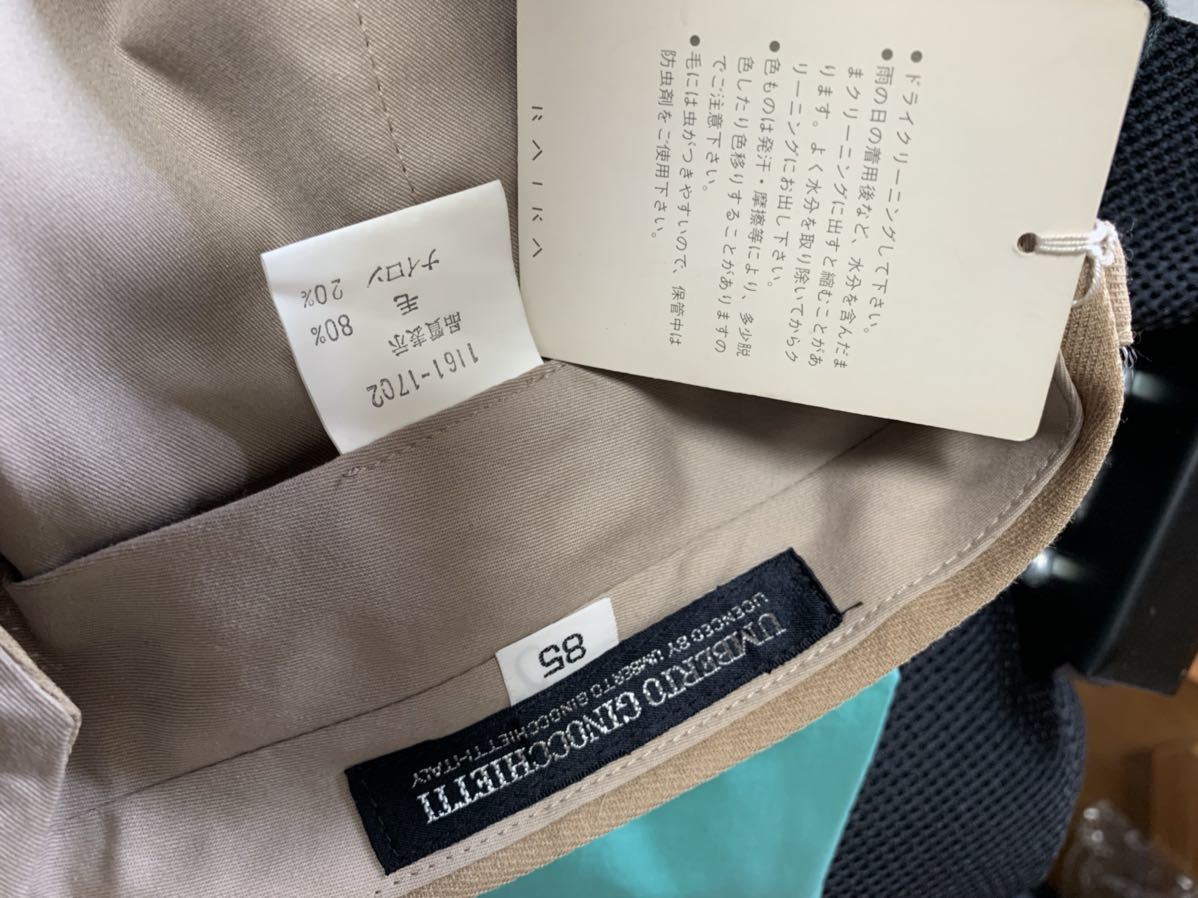 ● ドライクリーニングして下さい。
● 雨の日の着用後など、水分を含んだま
まクリーニングに出すと縮むことがあ
ります。よく水分を取り除いてからク
リーニングにお出し下さい。
● 色ものは発汗・摩擦等により、多少脱
色したり色移りすることがありますの
でご注意下さい。
● 毛には虫がつきやすいので、保管中は
防虫剤をご使用下さい。
1161-1702
品質表示
毛 80%
ナイロン 20%
85
UMBERTO GINOCCHIETTI
LICENCED BY UMBERTO GINOCCHIETTI-ITALY